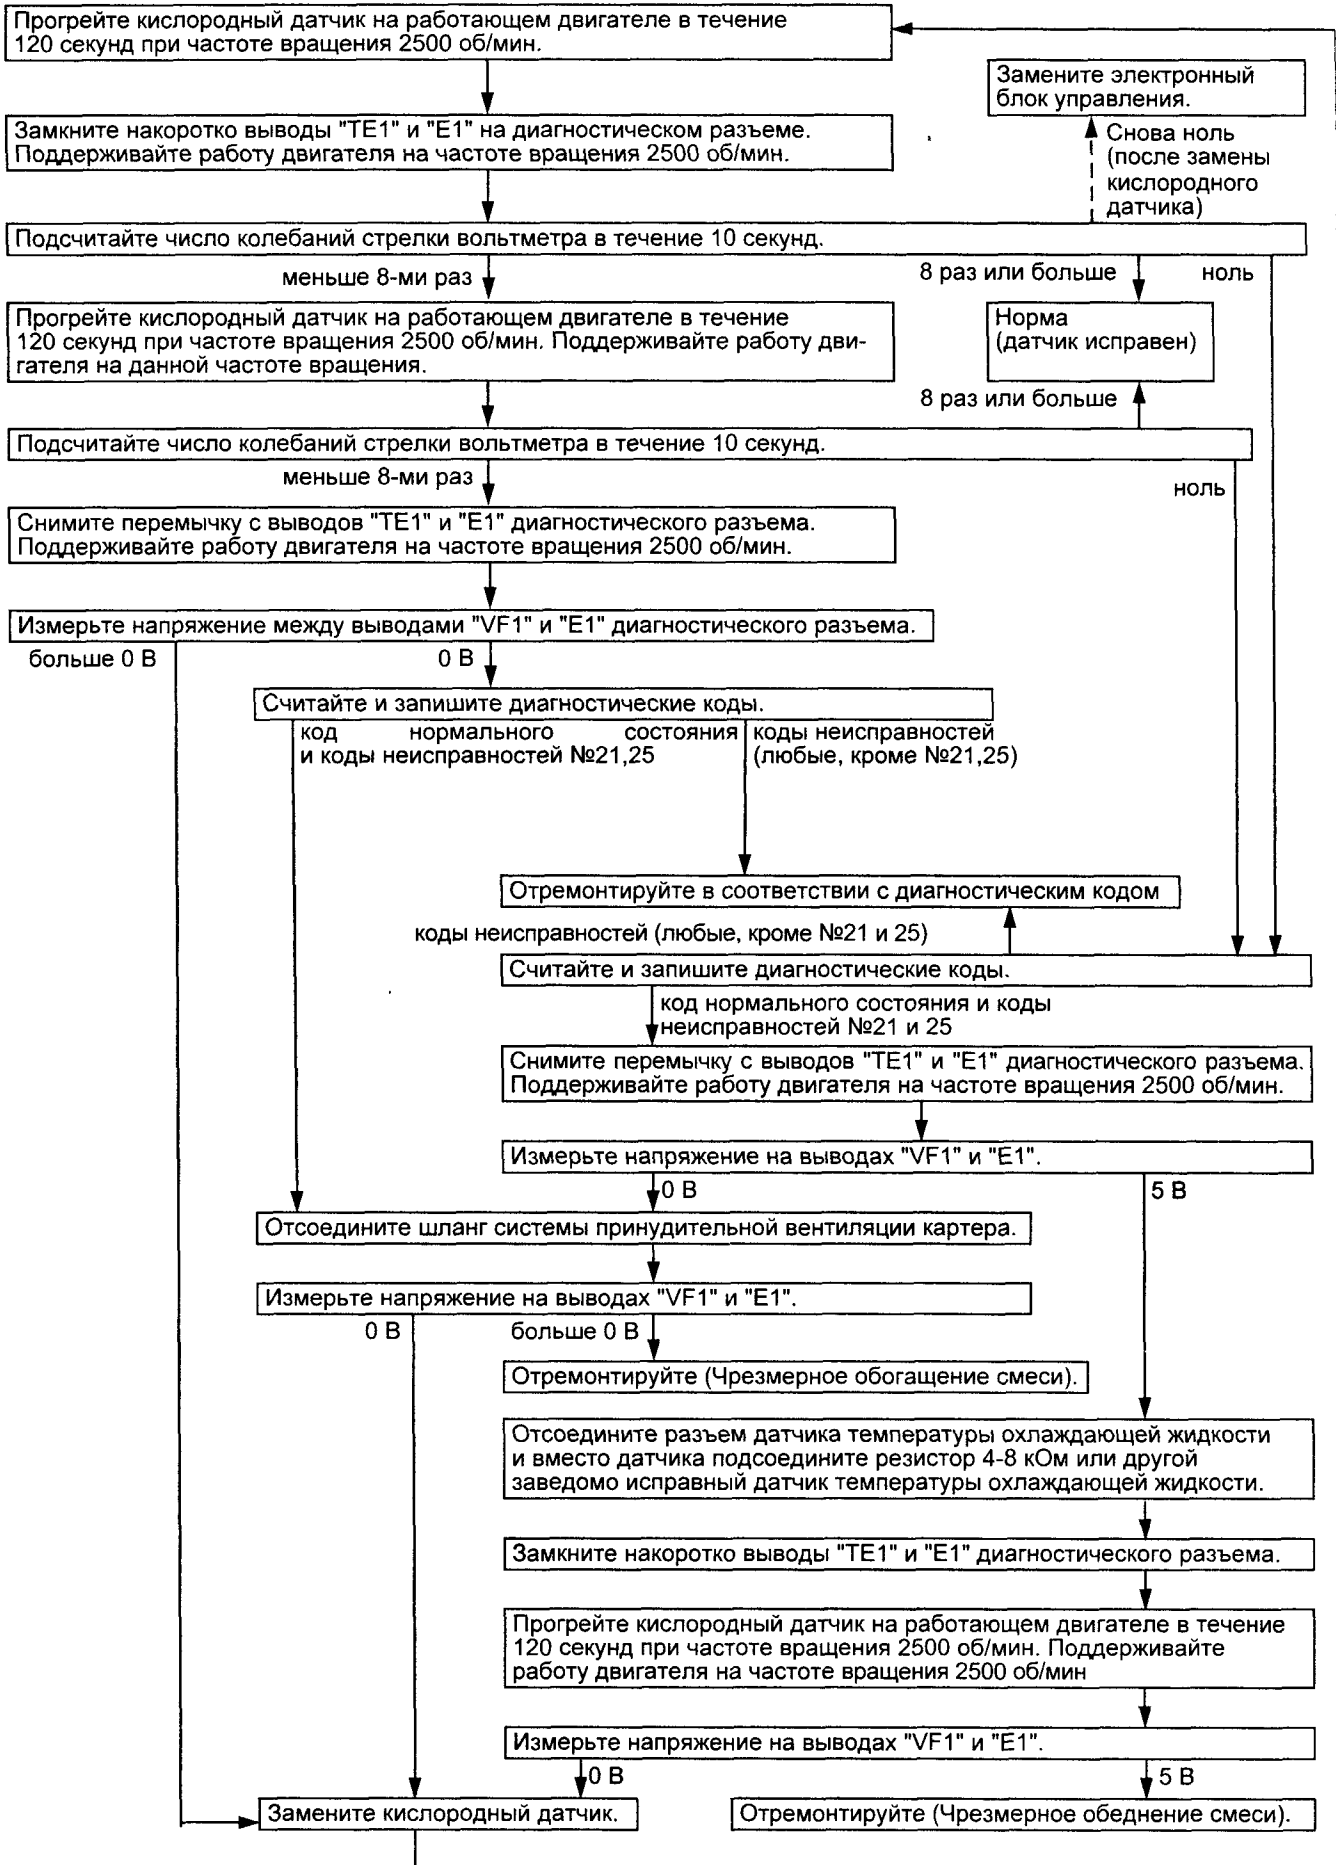 Прогрейте кислородный датчик на работающем двигателе в течение
120 секунд при частоте вращения 2500 об/мин.
Замените электронный
блок управления.
Замкните накоротко выводы "TE1" и "E1" на диагностическом разъеме.
Поддерживайте работу двигателя на частоте вращения 2500 об/мин.
Снова ноль
(после замены
кислородного
датчика)
Подсчитайте число колебаний стрелки вольтметра в течение 10 секунд.
меньше 8-ми раз
8 раз или больше
ноль
Прогрейте кислородный датчик на работающем двигателе в течение
120 секунд при частоте вращения 2500 об/мин. Поддерживайте работу дви-
гателя на данной частоте вращения.
Норма
(датчик исправен)
8 раз или больше
Подсчитайте число колебаний стрелки вольтметра в течение 10 секунд.
меньше 8-ми раз
ноль
Снимите перемычку с выводов "TE1" и "E1" диагностического разъема.
Поддерживайте работу двигателя на частоте вращения 2500 об/мин.
Измерьте напряжение между выводами "VF1" и "E1" диагностического разъема.
больше 0 В
0 В
Считайте и запишите диагностические коды.
код нормального состояния
и коды неисправностей №21,25
коды неисправностей
(любые, кроме №21,25)
Отремонтируйте в соответствии с диагностическим кодом
коды неисправностей (любые, кроме №21 и 25)
Считайте и запишите диагностические коды.
код нормального состояния и коды
неисправностей №21 и 25
Снимите перемычку с выводов "TE1" и "E1" диагностического разъема.
Поддерживайте работу двигателя на частоте вращения 2500 об/мин.
Измерьте напряжение на выводах "VF1" и "E1".
0 В
5 В
Отсоедините шланг системы принудительной вентиляции картера.
Измерьте напряжение на выводах "VF1" и "E1".
0 В
больше 0 В
Отремонтируйте (Чрезмерное обогащение смеси).
Отсоедините разъем датчика температуры охлаждающей жидкости
и вместо датчика подсоедините резистор 4-8 кОм или другой
заведомо исправный датчик температуры охлаждающей жидкости.
Замкните накоротко выводы "TE1" и "E1" диагностического разъема.
Прогрейте кислородный датчик на работающем двигателе в течение
120 секунд при частоте вращения 2500 об/мин. Поддерживайте
работу двигателя на частоте вращения 2500 об/мин
Измерьте напряжение на выводах "VF1" и "E1".
0 В
5 В
Замените кислородный датчик.
Отремонтируйте (Чрезмерное обеднение смеси).